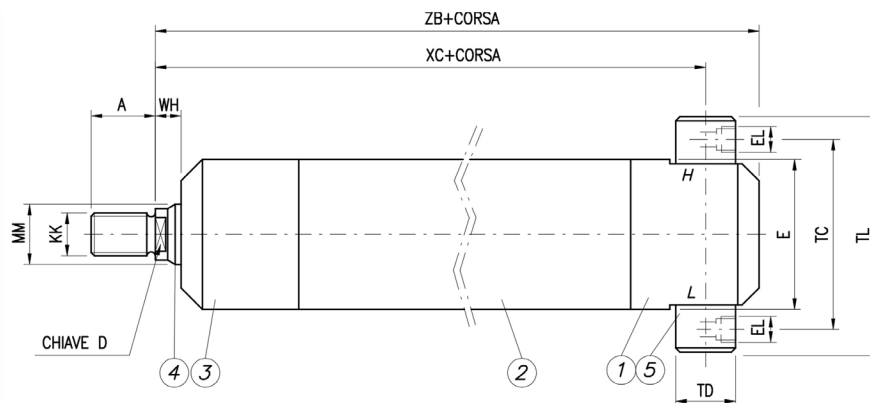 ZB+CORSA
XC+CORSA
A
WH
EL
H
MM
KK
E
TC
TL
L
EL
CHIAVE D
4
3
2
1
5
TD